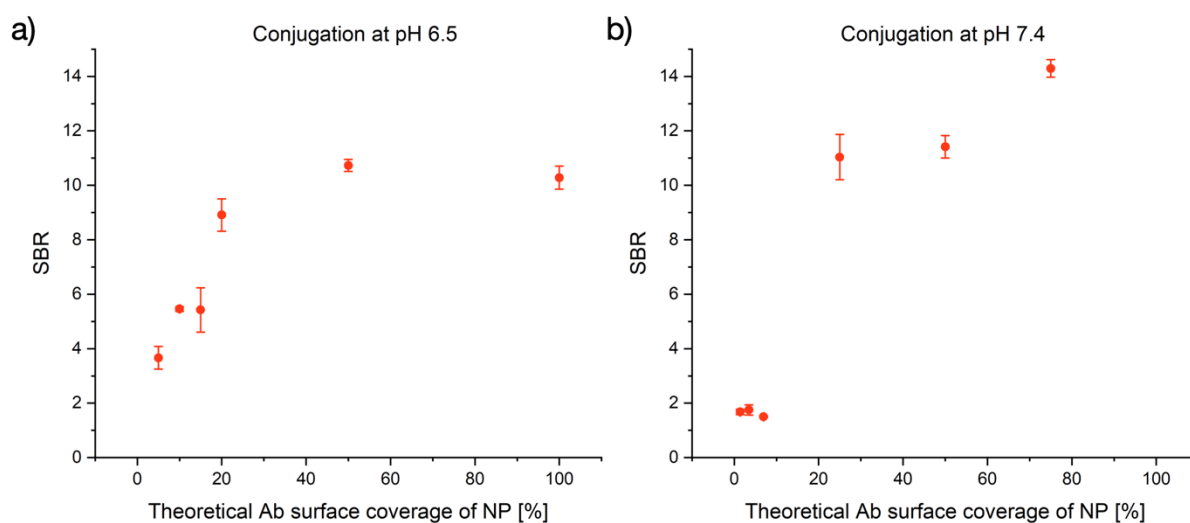 a)
Conjugation at pH 6.5
14
12
10
8
6
4
2
0
SBR
0 20 40 60 80 100
Theoretical Ab surface coverage of NP [%]
b)
Conjugation at pH 7.4
14
12
10
8
6
4
2
0
SBR
0 20 40 60 80 100
Theoretical Ab surface coverage of NP [%]